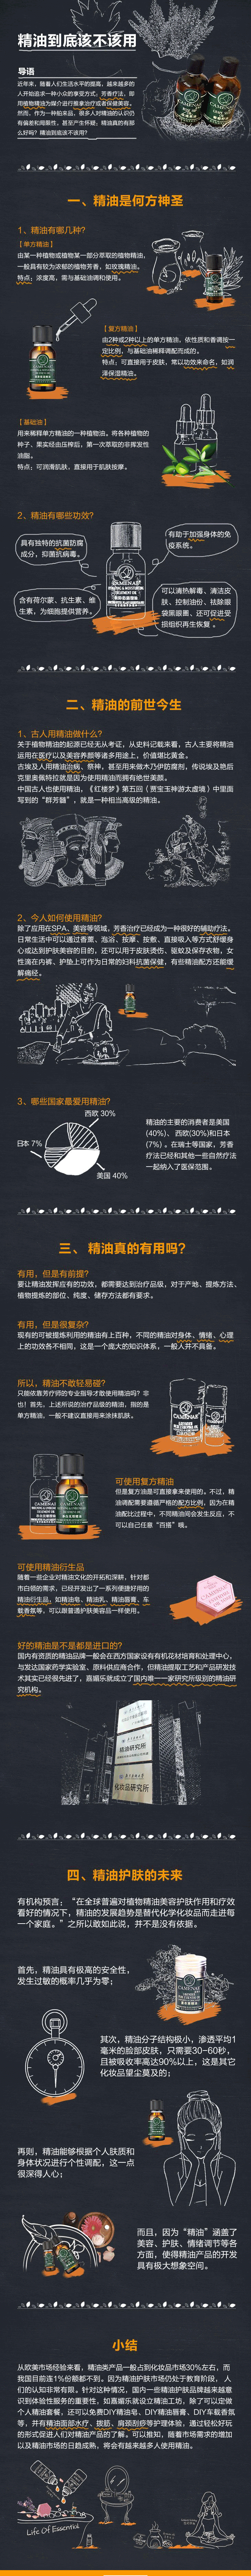 精油到底该不该用
导语
近年来，随着人们生活水平的提高，越来越多的
人开始追求一种小众的享受方式，芳香疗法，即
用植物精油为媒介进行推拿治疗或者保健美容。
然而，作为一种舶来品，很多人对精油的认识仍
有偏差和局限性，甚至产生怀疑，精油真的有那
么好吗？精油到底该不该用？
一、精油是何方神圣
1、精油有哪几种？
【单方精油】
由某一种植物或植物某一部分萃取的植物精油，
一般具有较为浓郁的植物芳香，如玫瑰精油。
特点：浓度高，需与基础油调和使用。
【复方精油】
由2种或2种以上的单方精油，依性质和香调按一
定比例，与基础油稀释调配而成的。
特点：可直接用于皮肤，常以功效来命名，如润
泽保湿精油。
【基础油】
用来稀释单方精油的一种植物油。将各种植物的
种子、果实经由压榨后，第一次萃取的非挥发性
油脂。
特点：可润滑肌肤，直接用于肌肤按摩。
2、精油有哪些功效？
具有独特的抗菌防腐
成分，抑菌抗病毒。
有助于加强身体的免
疫系统。
含有荷尔蒙、抗生素、维
生素，为细胞提供营养。
可以清热解毒、清洁皮
肤、控制油份、祛除眼
袋黑眼圈、还可促进受
损组织再生恢复。
CAMENAE
二、精油的前世今生
1、古人用精油做什么？
关于植物精油的起源已经无从考证，从史料记载来看，古人主要将精油
运用在医疗以及美容养颜等诸多用途上，价值堪比黄金。
古埃及人用精油治病、祭神，甚至用来做木乃伊防腐剂，传说埃及艳后
克里奥佩特拉就是因为使用精油而拥有绝世美颜。
中国古人也使用精油，《红楼梦》第五回（贾宝玉神游太虚境）中里面
写到的“群芳髓”，就是一种相当高级的精油。
2、今人如何使用精油？
除了应用在SPA、美容等领域，芳香治疗已经成为一种很好的辅助疗法。
日常生活中可以通过香薰、泡浴、按摩、按敷、直接吸入等方式舒缓身
心或达到护肤美容的目的，还可以用于皮肤护理、驱蚊及保存衣物，女
性滴在内裤、护垫上可作为日常的妇科抗菌保健，有些精油配方还能缓
解痛经。
3、哪些国家最爱用精油？
西欧 30%
日本 7%
美国 40%
精油的主要的消费者是美国
(40%)、西欧(30%)和日本
(7%)。在瑞士等国家，芳香
疗法已经和其他一些自然疗法
一起纳入了医保范围。
三、 精油真的有用吗？
有用，但是有前提？
要让精油发挥应有的功效，都需要达到治疗品级，对于产地、提炼方法、
植物提炼的部位、纯度、储存方法都有要求。
有用，但是很复杂？
现有的可被提炼利用的精油有上百种，不同的精油对身体、情绪、心理
上的功效各不相同，这是一个庞大的知识体系，一般人并不具备。
所以，精油不敢轻易碰？
只能依靠芳疗师的专业指导才敢使用精油吗？非
也！首先，上述所说的治疗品级的精油，指的是
单方精油，一般不建议直接用来涂抹肌肤。
CAMENAE
可使用复方精油
但是复方油是可直接拿来使用的。不过，精
油调配需要遵循严格的配方比例，因为在精
油配比过程中，不同精油间会发生反应，不
可以自己任意“百搭”哦。
可使用精油衍生品
随着一些企业对精油文化的开拓和深耕，针对都
市白领的需求，已经开发出了一系列便捷好用的
精油衍生品，如精油皂、精油乳、精油唇膏、车
载香氛等，可以跟普通护肤美容品一样使用。
好的精油是不是都是进口的？
国内有资质的精油品牌一般会在西方国家设有有机花材培育和处理中心，
与发达国家药学实验室、原料供应商合作，但精油提取工艺和产品研发技
术其实已经很先进了，嘉媚乐就成立了国内唯一一家研究所级别的精油研
究机构。
精油研究所
化妆品研究所
四、精油护肤的未来
有机构预言：“在全球普遍对植物精油美容护肤作用和疗效
看好的情况下，精油的发展趋势是替代化学化妆品而走进每
一个家庭。”之所以敢如此说，并不是没有依据。
首先，精油具有极高的安全性，
发生过敏的概率几乎为零；
其次，精油分子结构极小，渗透平均1
毫米的脸部皮肤，只需要30-60秒，
且被吸收率高达90%以上，这是其它
化妆品望尘莫及的；
再则，精油能够根据个人肤质和
身体状况进行个性调配，这一点
很深得人心；
而且，因为“精油”涵盖了
美容、护肤、情绪调节等各
方面，使得精油产品的开发
具有极大想象空间。
小结
从欧美市场经验来看，精油类产品一般占到化妆品市场30%左右，而
我国目前连1%份额都不到。因为精油护肤市场仍处于教育阶段，人
们的认知非常有限。针对这种情况，国内一些精油护肤品牌越来越意
识到体验性服务的重要性，如嘉媚乐就设立精油工坊，除了可以定做
个人精油套餐，还可以免费DIY精油皂、DIY精油唇膏、DIY车载香氛
等，并有精油面部水疗、拨筋、肩颈刮痧等护理体验，通过轻松好玩
的形式促进人们对精油产品的了解。可以推知，随着市场需求的增加
以及精油市场的日趋成熟，将会有越来越多人使用精油。
Life Of Essential